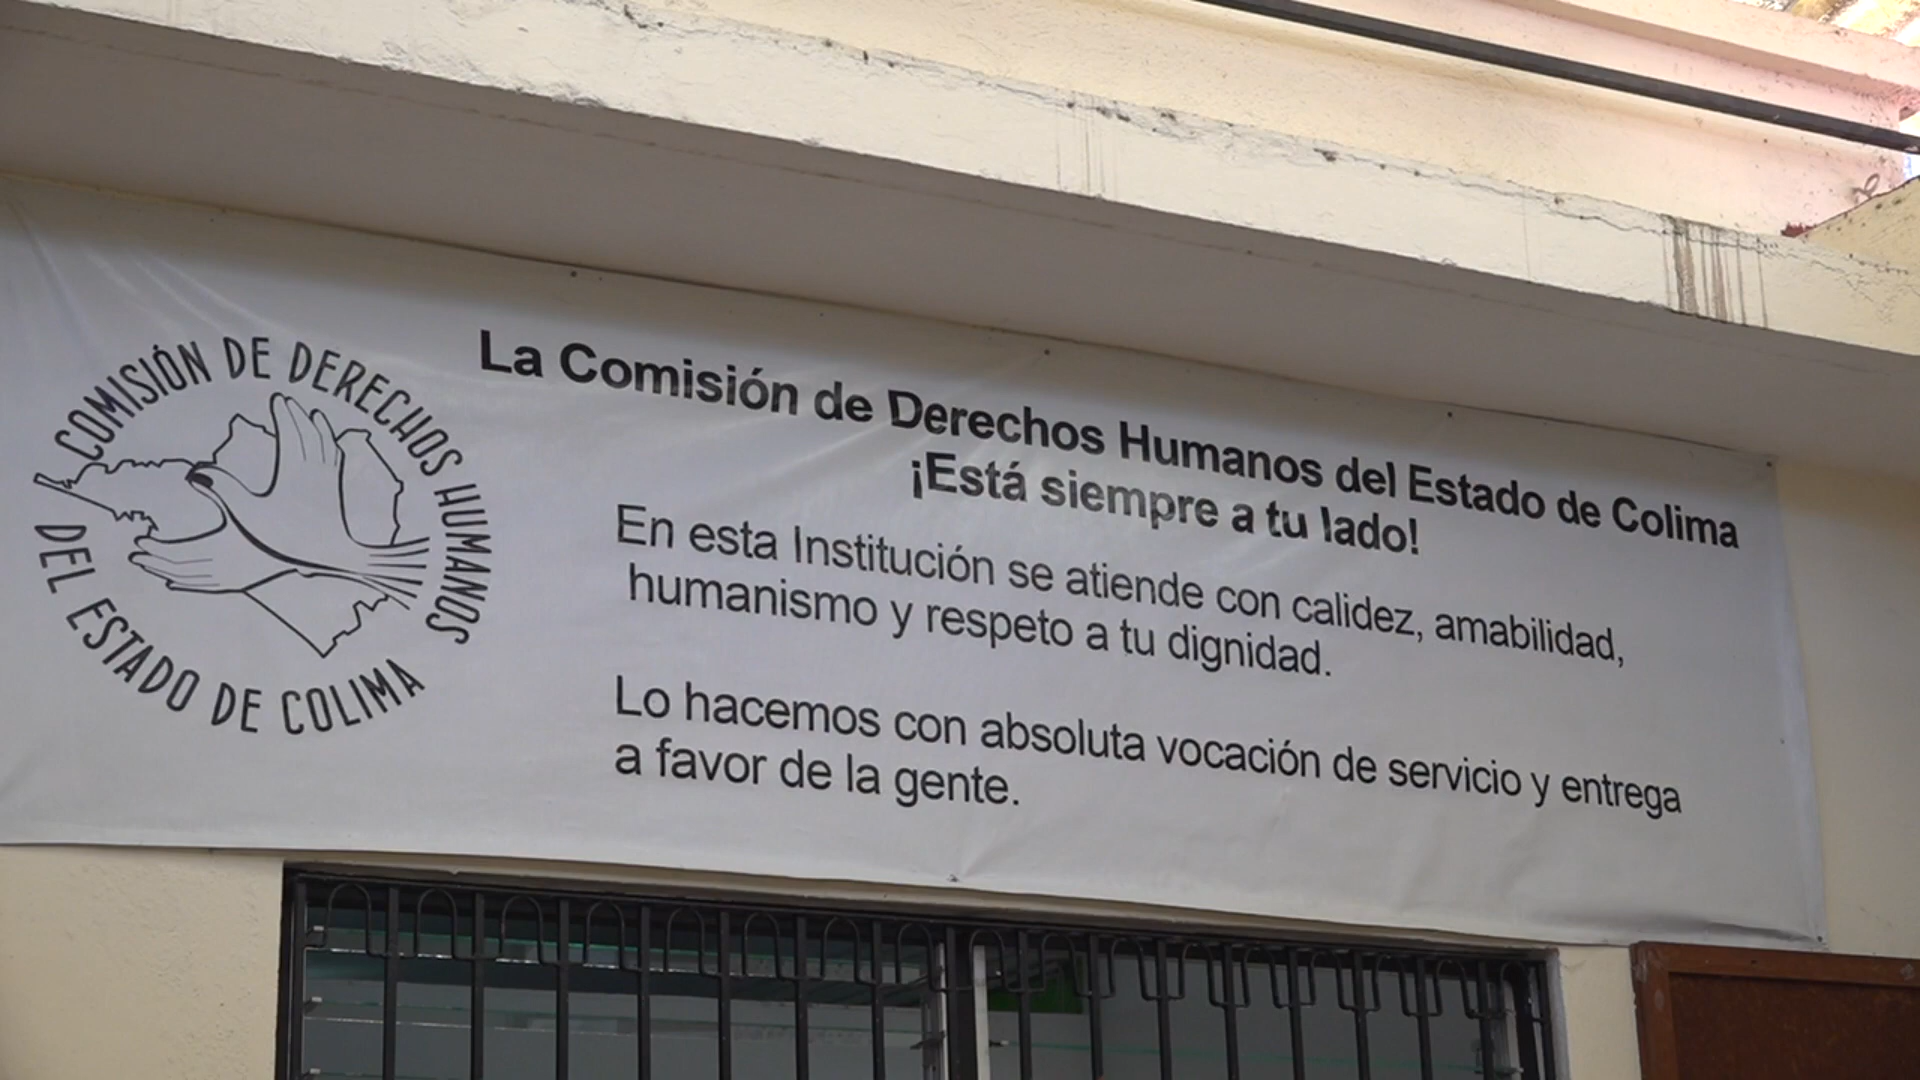 COMISIÓN DE DERECHOS HUMANOS
DEL ESTADO DE COLIMA
La Comisión de Derechos Humanos del Estado de Colima
¡Está siempre a tu lado!
En esta Institución se atiende con calidez, amabilidad,
humanismo y respeto a tu dignidad.
Lo hacemos con absoluta vocación de servicio y entrega
a favor de la gente.